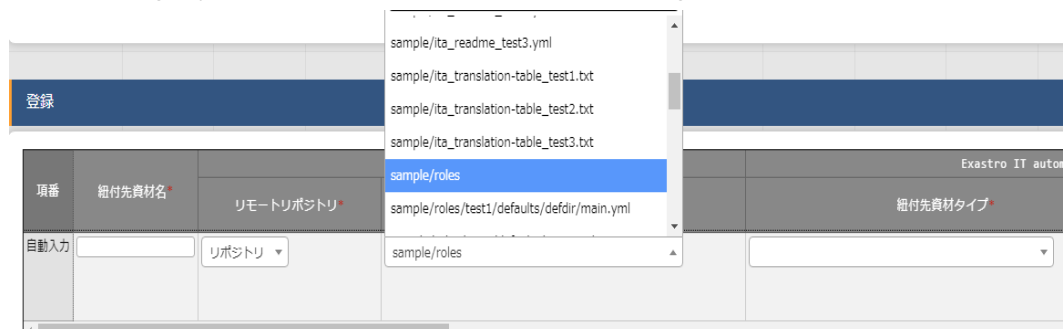 sample/ita_readme_test3.yml
sample/ita_translation-table_test1.txt
登録
sample/ita_translation-table_test2.txt
sample/ita_translation-table_test3.txt
Exastro IT autom
sample/roles
項番
紐付先資材名*
リモートリポジトリ*
sample/roles/test1/defaults/defdir/main.yml
紐付先資材タイプ*
自動入力
リポジトリ
sample/roles